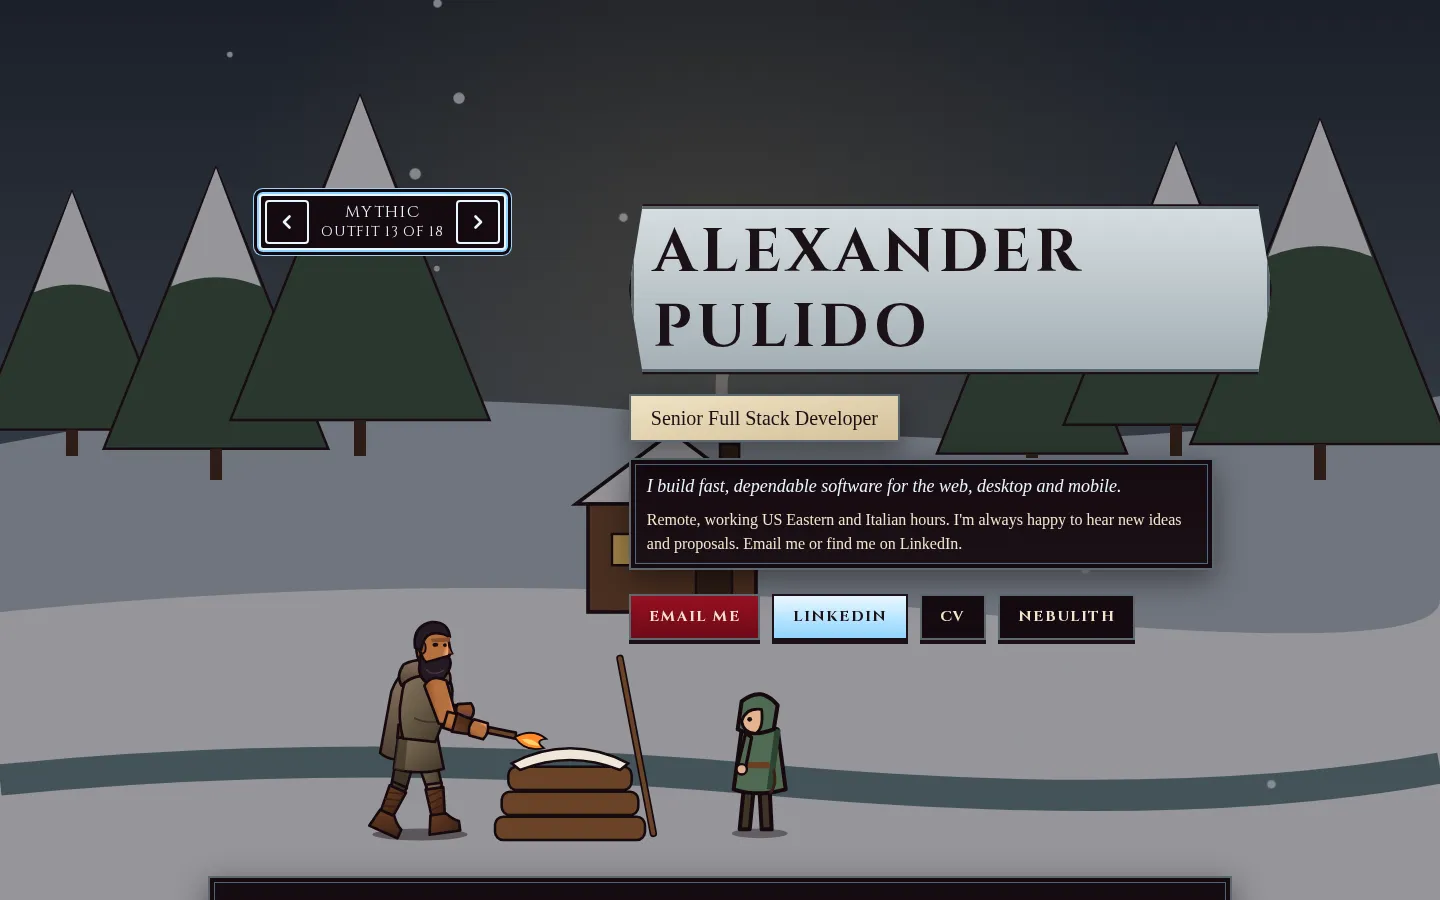 MYTHIC
OUTFIT 13 OF 18
ALEXANDER
PULIDO
Senior Full Stack Developer
I build fast, dependable software for the web, desktop and mobile.
Remote, working US Eastern and Italian hours. I'm always happy to hear new ideas
and proposals. Email me or find me on LinkedIn.
EMAIL ME
LINKEDIN
CV
NEBULITH